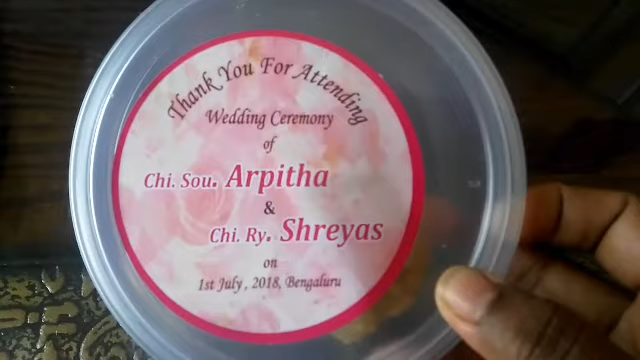 Thank You For Attending
Wedding Ceremony
of
Chi. Sou. Arpitha
&
Chi. Ry. Shreyas
on
1st July, 2018, Bengaluru